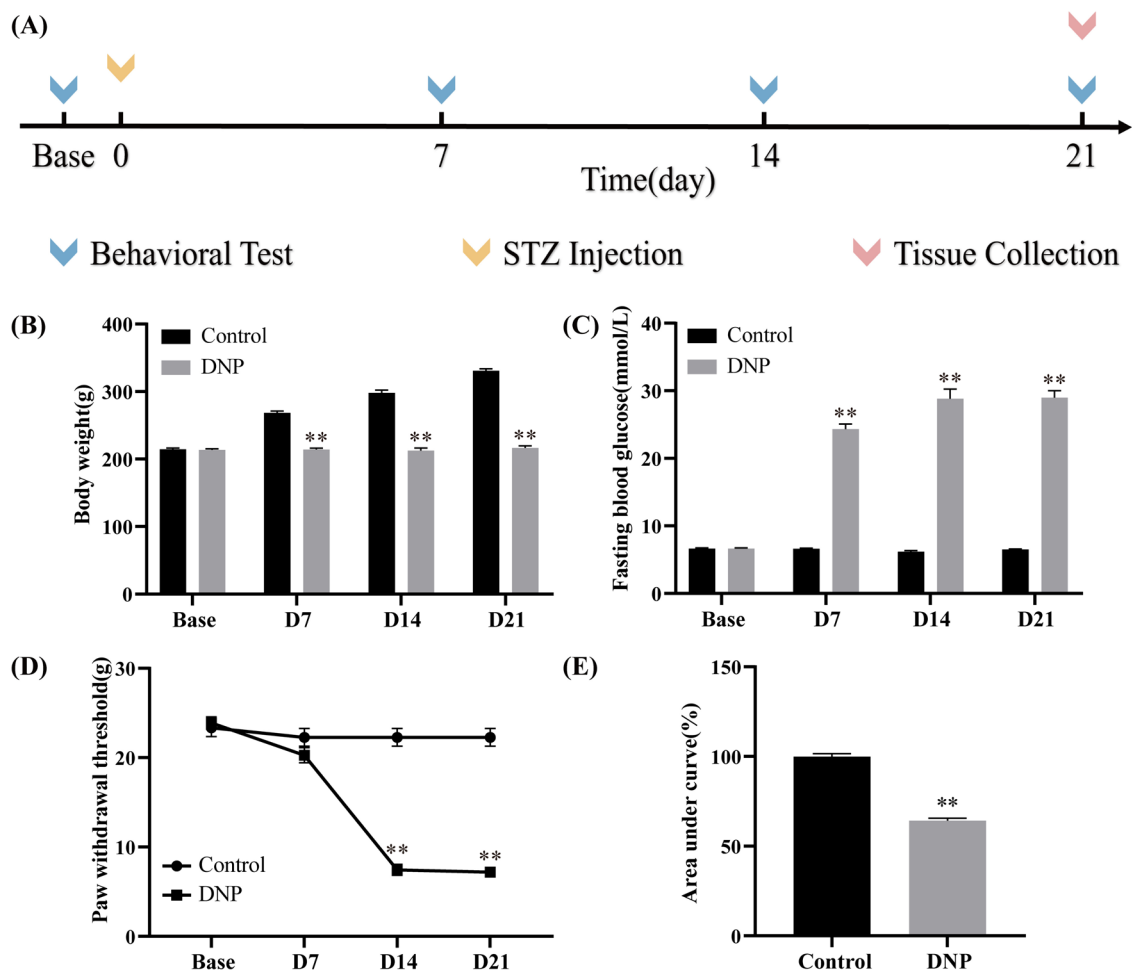 (A)
Base 0 7 14 21
Time(day)
Behavioral Test STZ Injection Tissue Collection
(B)
Body weight(g)
400
300
200
100
0
Control
DNP
** ** **
Base D7 D14 D21
(C)
Fasting blood glucose(mmol/L)
40
30
20
10
0
Control
DNP
** ** **
Base D7 D14 D21
(D)
Paw withdrawal threshold(g)
30
20
10
0
** **
Control
DNP
Base D7 D14 D21
(E)
Area under curve(%)
150
100
50
0
**
Control DNP